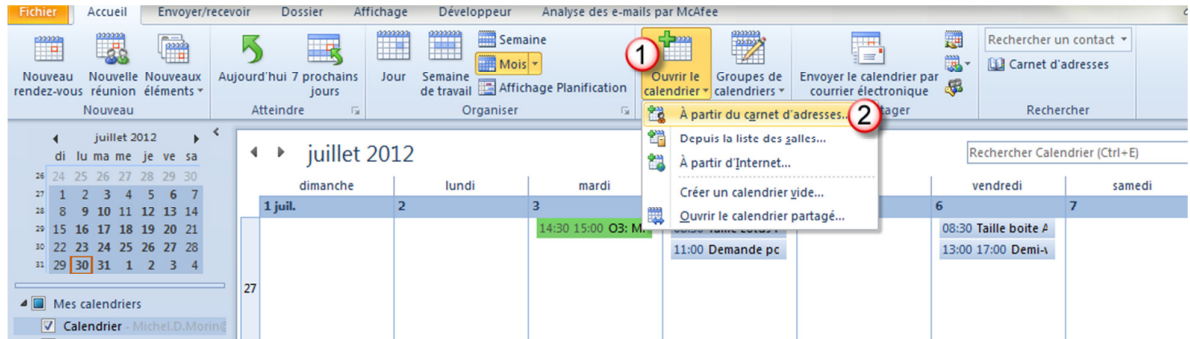 Fichier Accueil Envoyer/recevoir Dossier Affichage Développeur Analyse des e-mails par McAfee
Nouveau rendez-vous
Nouvelle réunion
Nouveaux éléments
Nouveau
Aujourd'hui
7 prochains jours
Atteindre
Jour
Semaine de travail
Semaine
Mois
Affichage Planification
Organiser
1
Ouvrir le calendrier
Groupes de calendriers
Envoyer le calendrier par courrier électronique
tager
Rechercher un contact
Carnet d'adresses
Rechercher
À partir du carnet d'adresses...
2
Depuis la liste des salles...
À partir d'Internet...
Créer un calendrier vide...
Ouvrir le calendrier partagé...
juillet 2012
di lu ma me je ve sa
26 24 25 26 27 28 29 30
27 1 2 3 4 5 6 7
28 8 9 10 11 12 13 14
29 15 16 17 18 19 20 21
30 22 23 24 25 26 27 28
31 29 30 31 1 2 3 4
Mes calendriers
Calendrier - Michel.D.Morin@
juillet 2012
Rechercher Calendrier (Ctrl+E)
dimanche lundi mardi vendredi samedi
1 juil. 2 3 6 7
27
14:30 15:00 O3: M.
11:00 Demande pc
08:30 Taille boite A
13:00 17:00 Demi-v